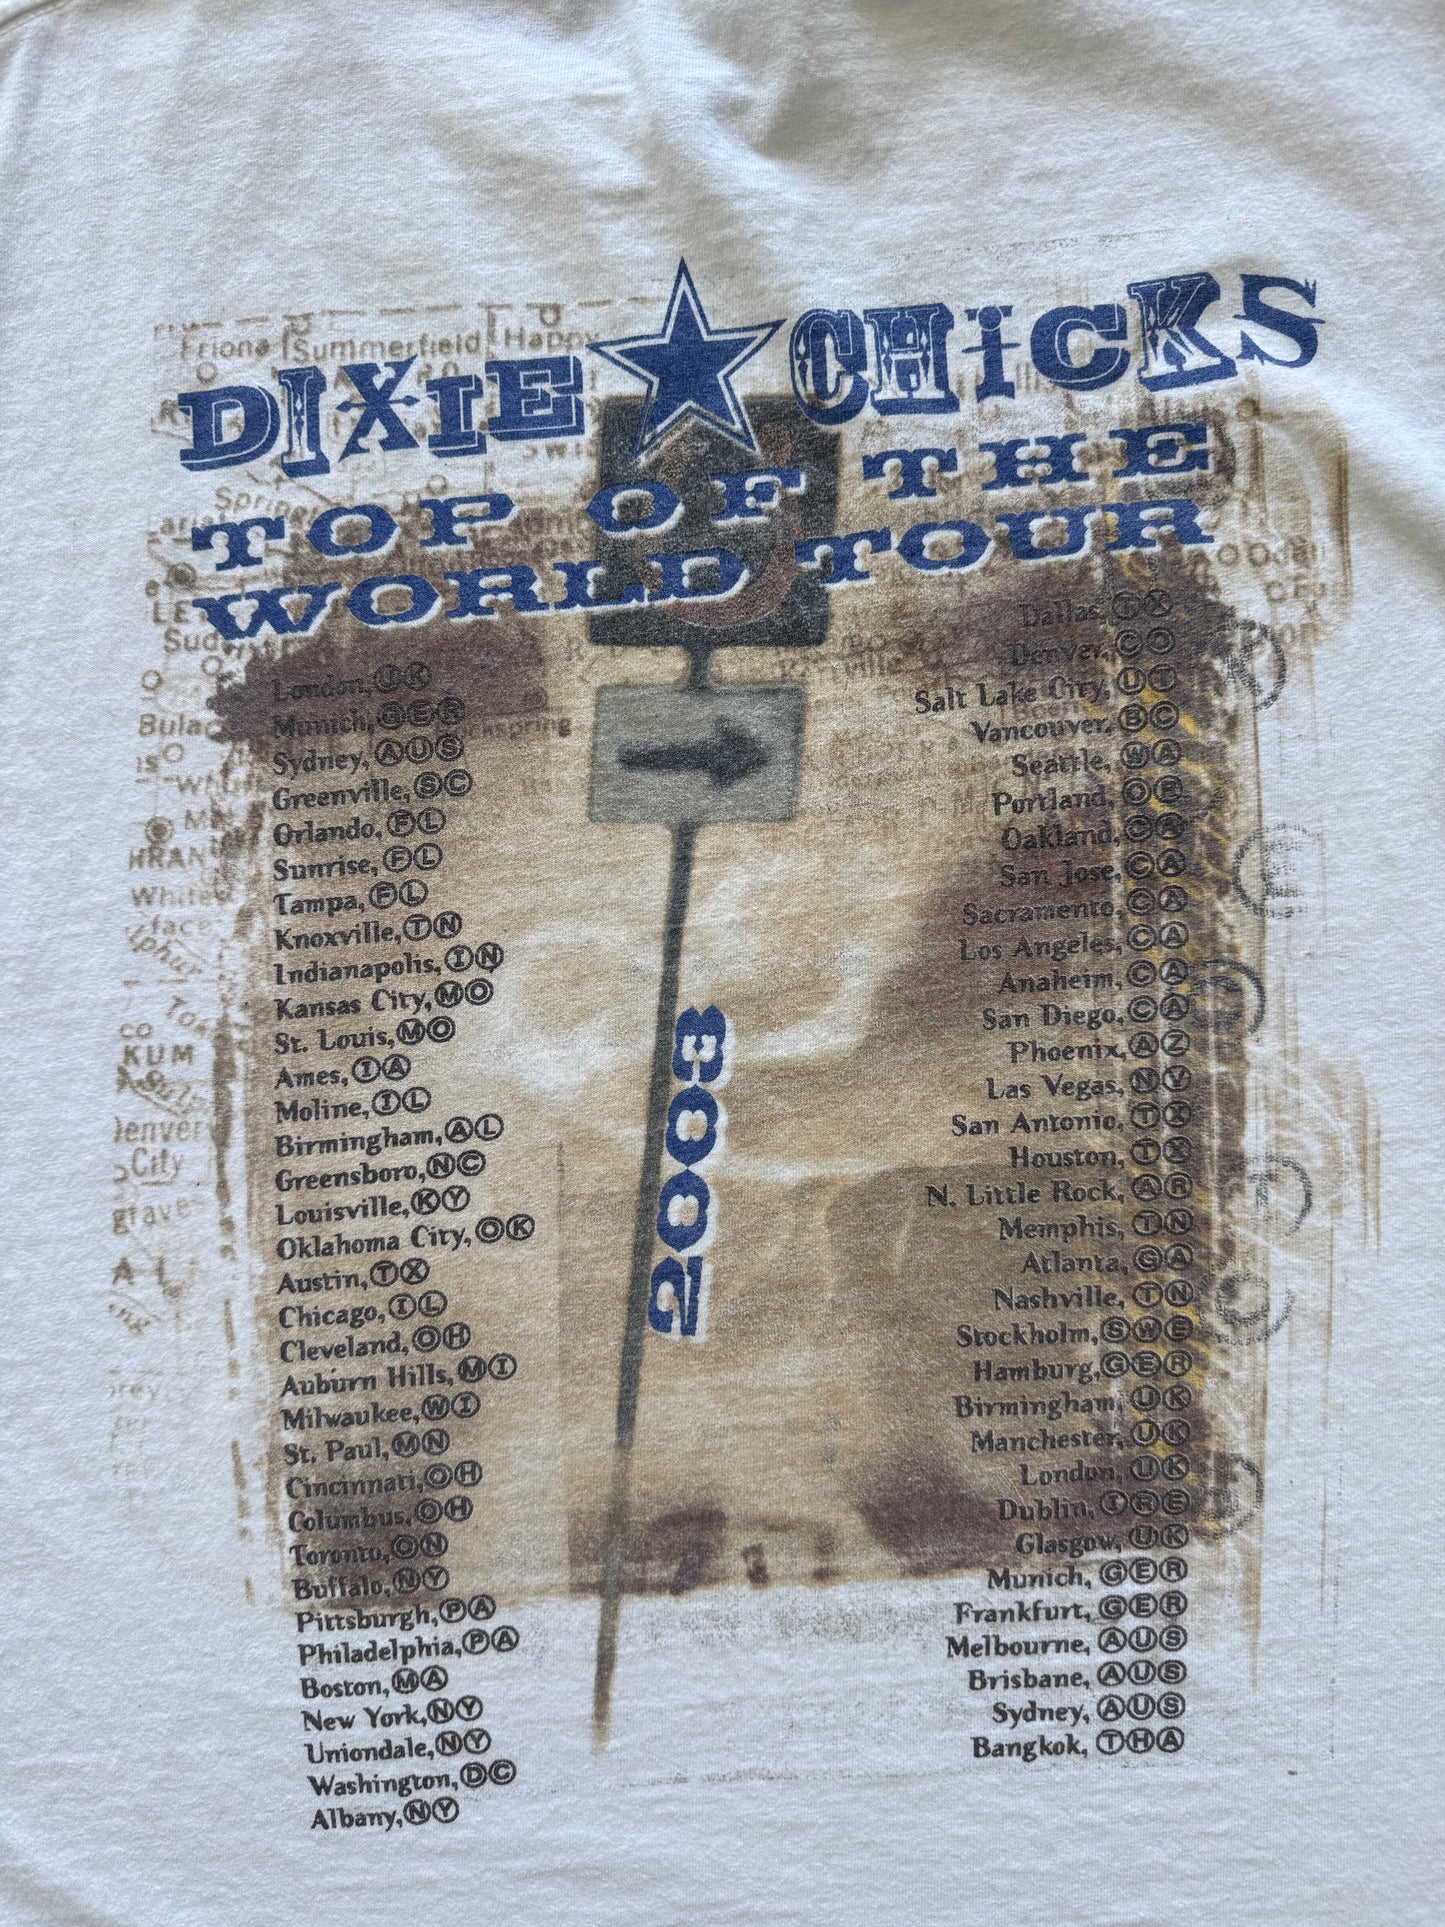 Friona Summerfield Happy
DIXIE CHICKS
TOP OF THE
WORLD TOUR
London, UK
Munich, GER
Sydney, AUS
Greenville, SC
Orlando, FL
Sunrise, FL
Tampa, FL
Knoxville, TN
Indianapolis, IN
Kansas City, MO
St. Louis, MO
Ames, IA
Moline, IL
Birmingham, AL
Greensboro, NC
Louisville, KY
Oklahoma City, OK
Austin, TX
Chicago, IL
Cleveland, OH
Auburn Hills, MI
Milwaukee, WI
St. Paul, MN
Cincinnati, OH
Columbus, OH
Toronto, ON
Buffalo, NY
Pittsburgh, PA
Philadelphia, PA
Boston, MA
New York, NY
Uniondale, NY
Washington, DC
Albany, NY
2003
Dallas, TX
Denver, CO
Salt Lake City, UT
Vancouver, BC
Seattle, WA
Portland, OR
Oakland, CA
San Jose, CA
Sacramento, CA
Los Angeles, CA
Anaheim, CA
San Diego, CA
Phoenix, AZ
Las Vegas, NV
San Antonio, TX
Houston, TX
N. Little Rock, AR
Memphis, TN
Atlanta, GA
Nashville, TN
Stockholm, SWE
Hamburg, GER
Birmingham, UK
Manchester, UK
London, UK
Dublin, IRE
Glasgow, UK
Munich, GER
Frankfurt, GER
Melbourne, AUS
Brisbane, AUS
Sydney, AUS
Bangkok, THA
White
face
KUM
City